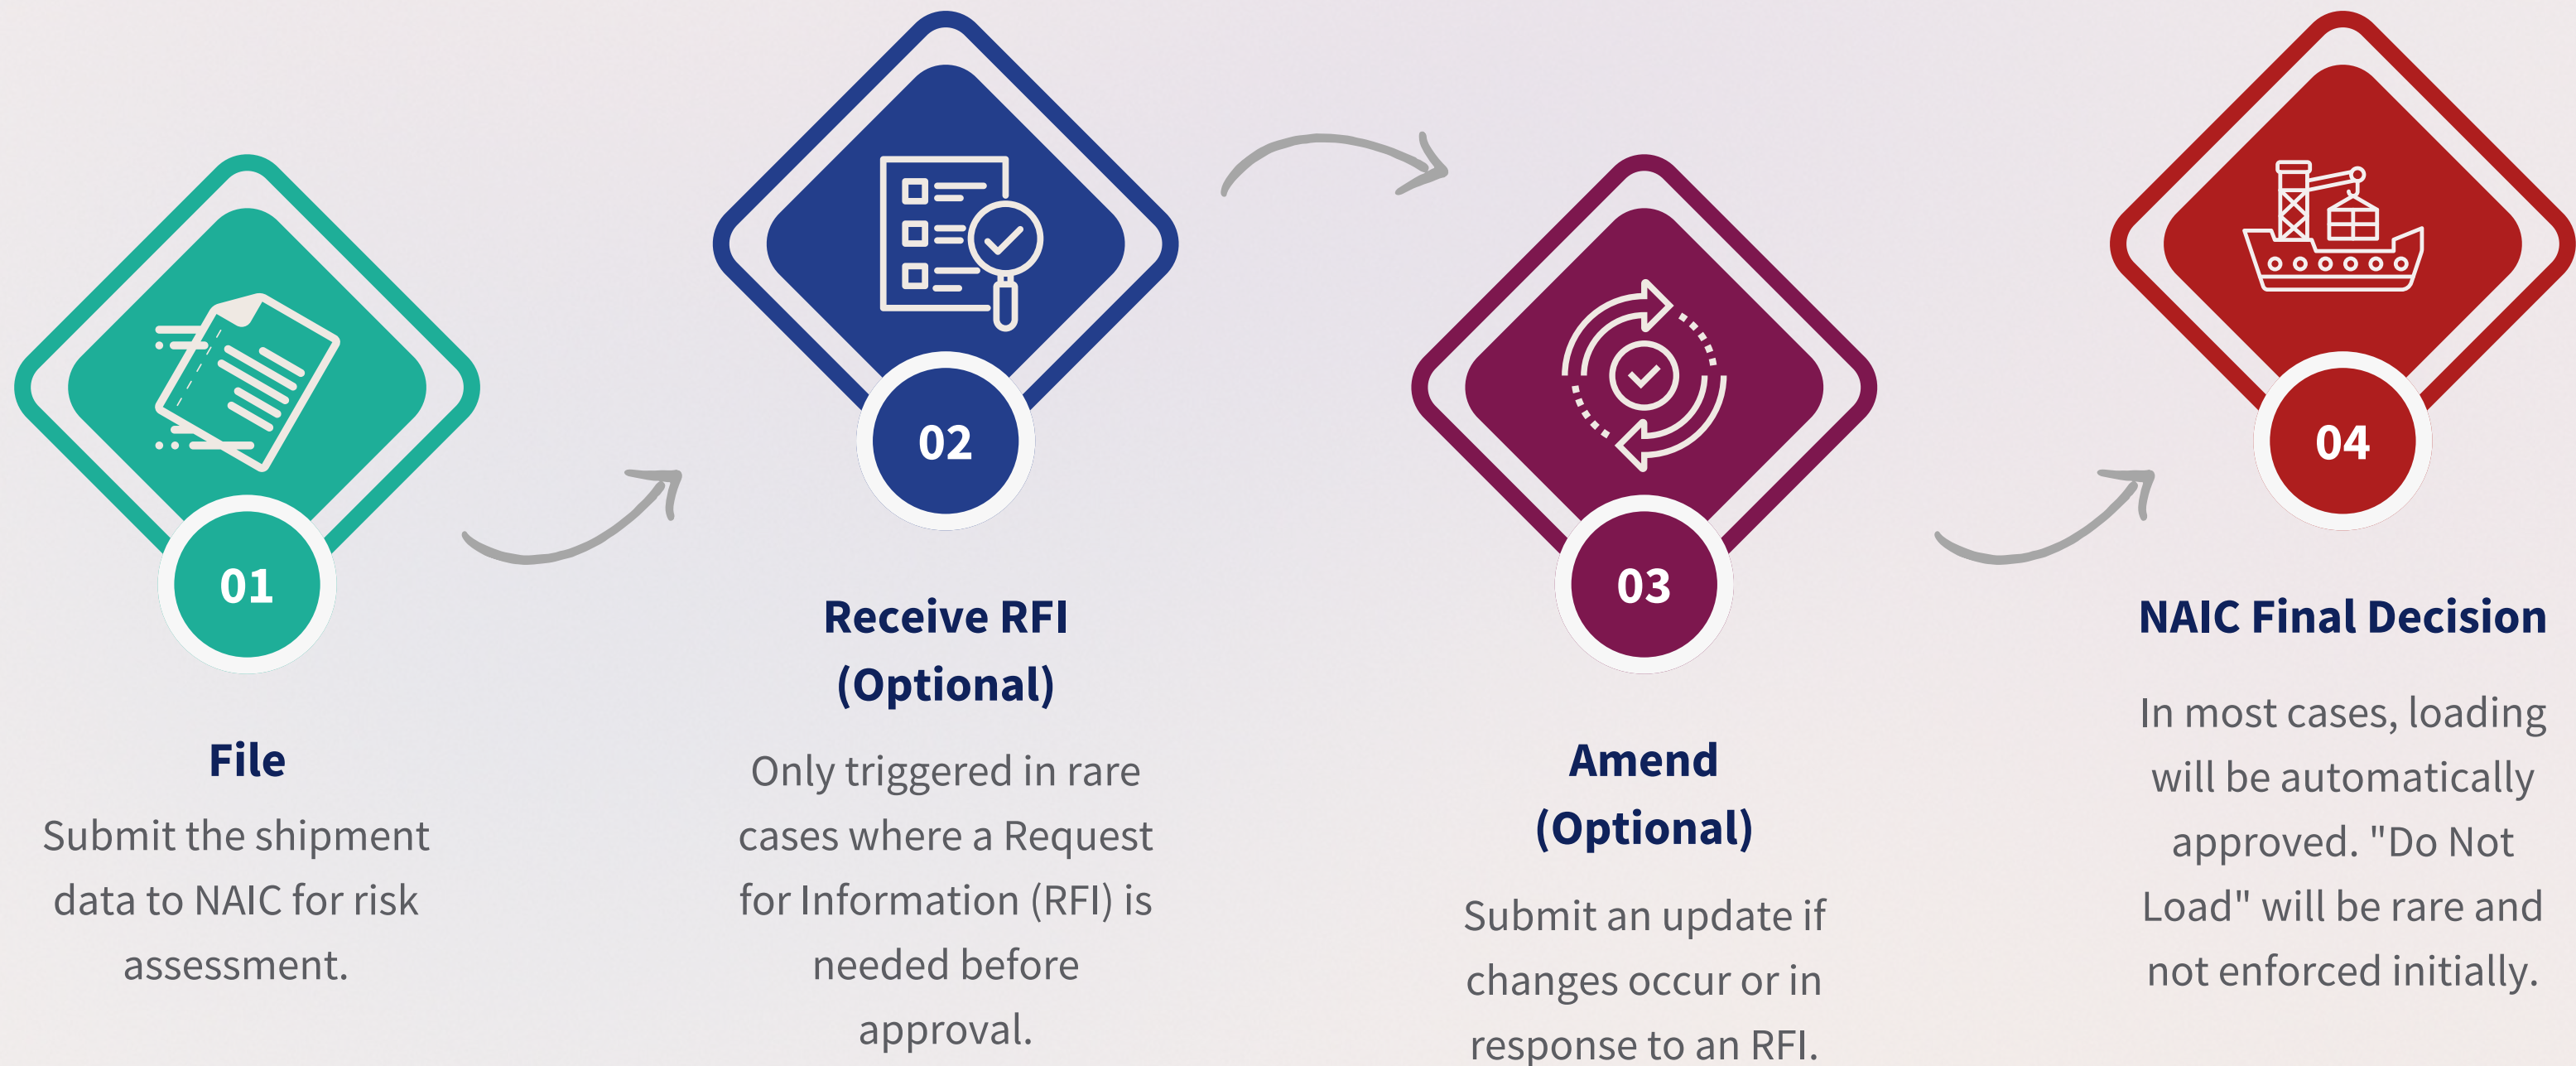 01
File
Submit the shipment
data to NAIC for risk
assessment.
02
Receive RFI
(Optional)
Only triggered in rare
cases where a Request
for Information (RFI) is
needed before
approval.
03
Amend
(Optional)
Submit an update if
changes occur or in
response to an RFI.
04
NAIC Final Decision
In most cases, loading
will be automatically
approved. "Do Not
Load" will be rare and
not enforced initially.